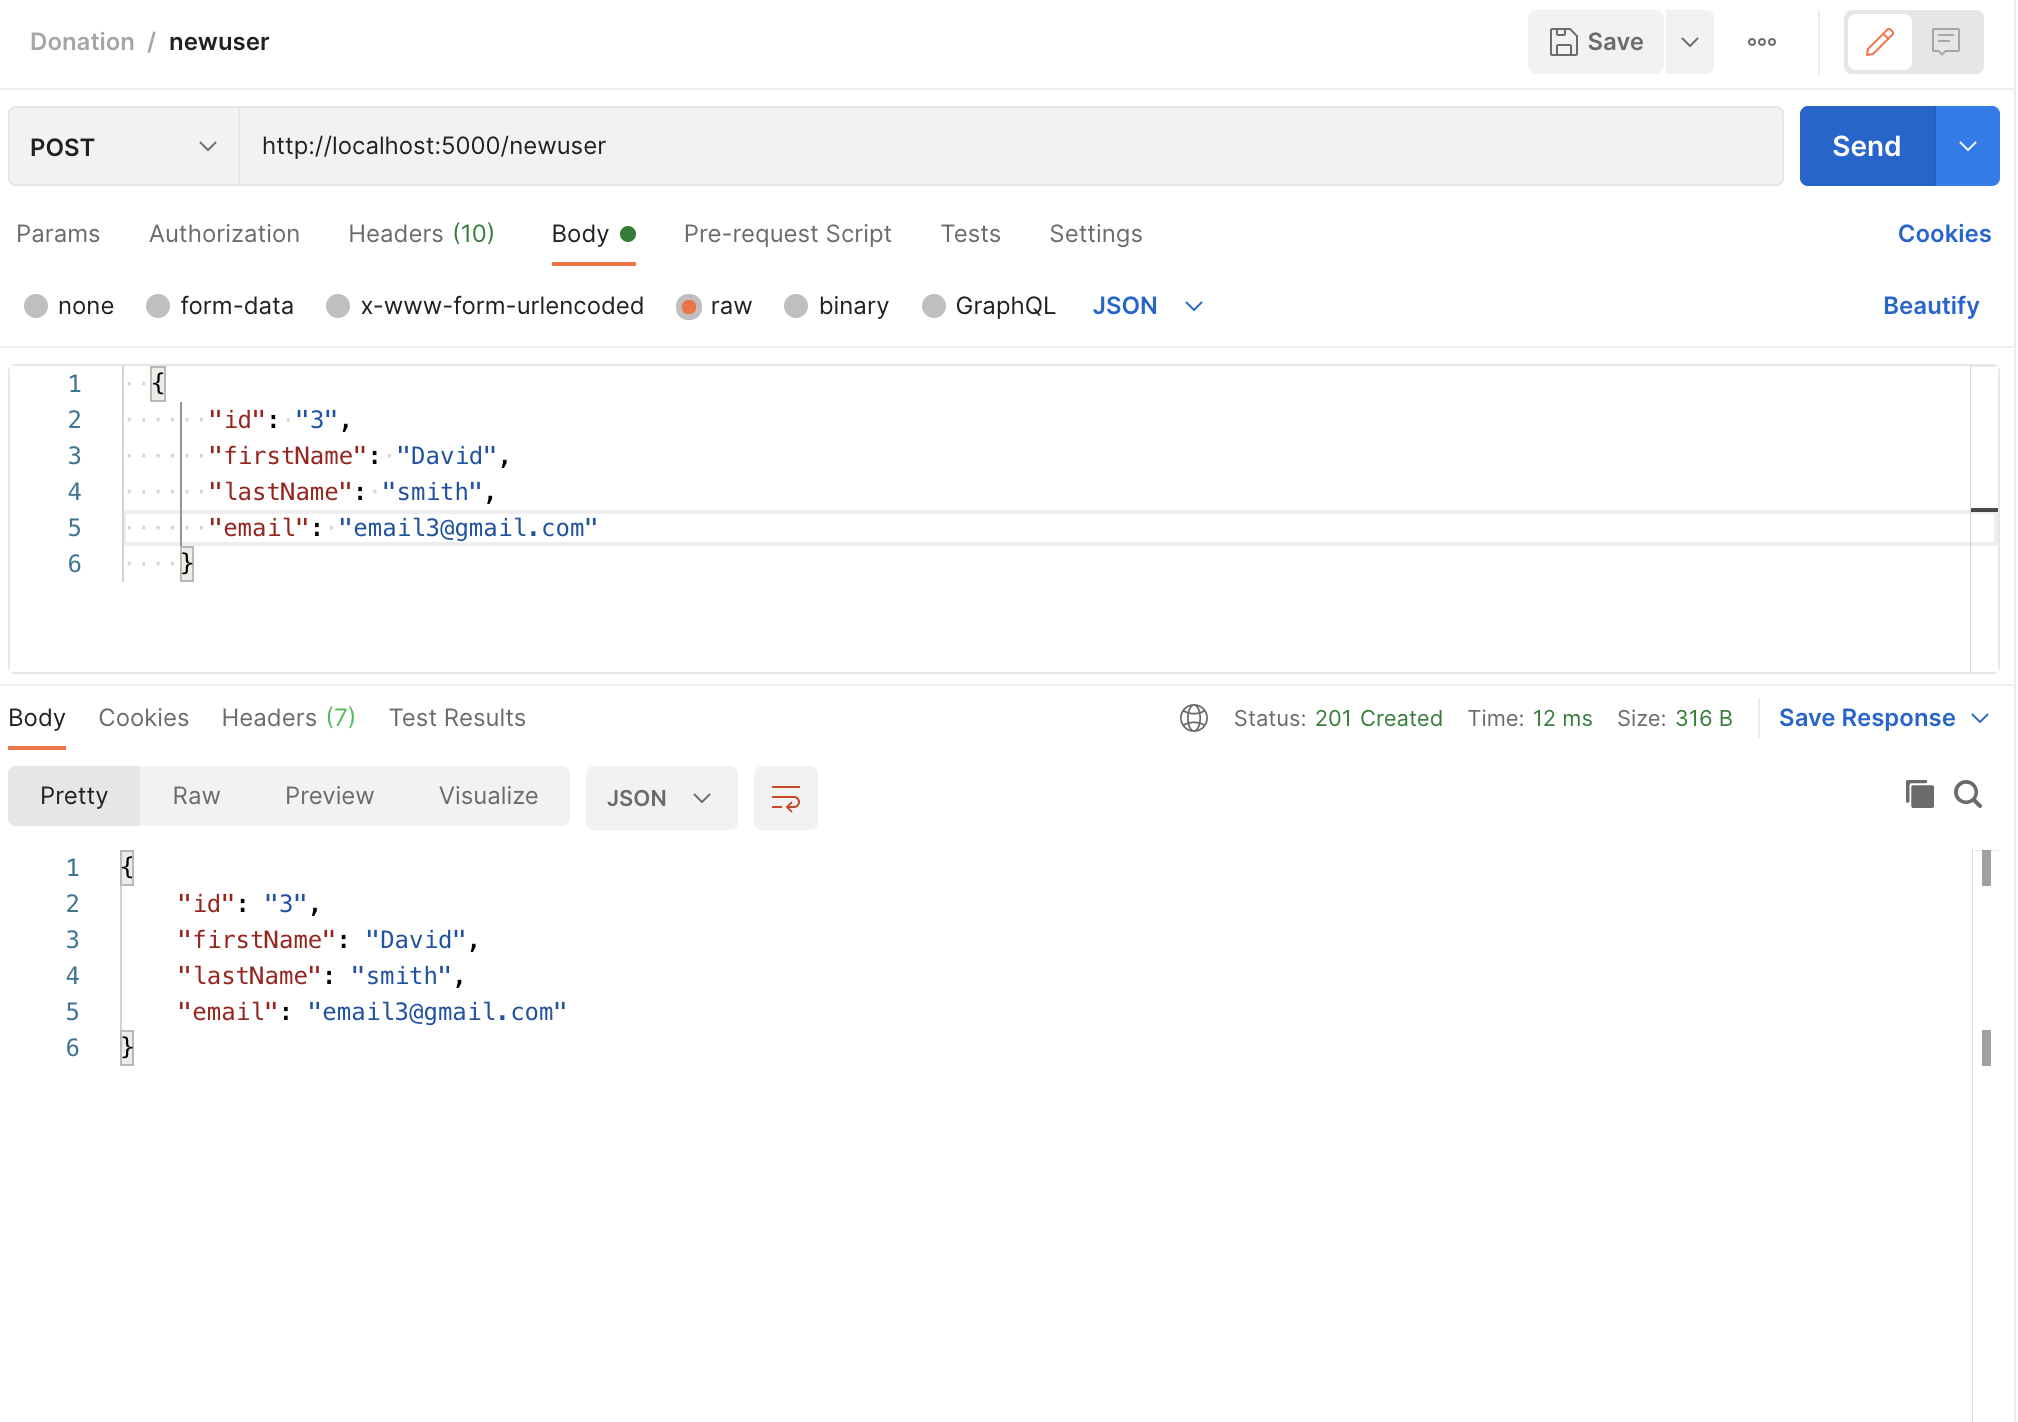 Donation / newuser
Save
POST
http://localhost:5000/newuser
Send
Params Authorization Headers (10) Body Pre-request Script Tests Settings Cookies
none form-data x-www-form-urlencoded raw binary GraphQL JSON Beautify
1 {
2 "id": "3",
3 "firstName": "David",
4 "lastName": "smith",
5 "email": "email3@gmail.com"
6 }
Body Cookies Headers (7) Test Results Status: 201 Created Time: 12 ms Size: 316 B Save Response
Pretty Raw Preview Visualize JSON
1 {
2 "id": "3",
3 "firstName": "David",
4 "lastName": "smith",
5 "email": "email3@gmail.com"
6 }